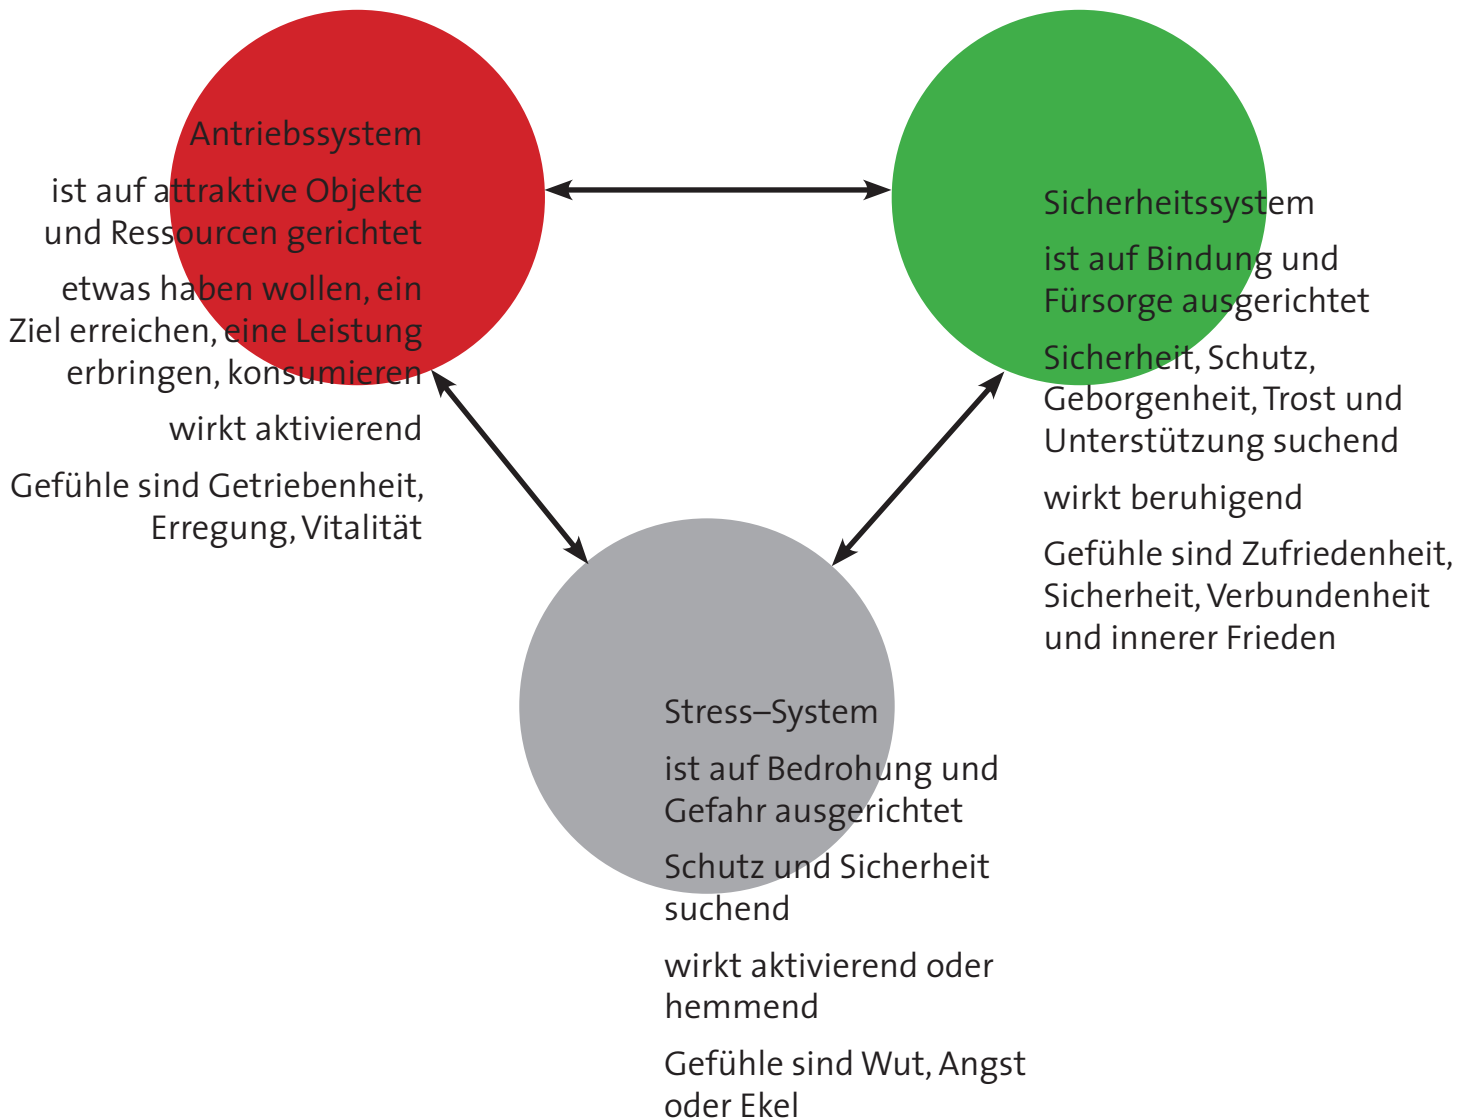 Antriebssystem
ist auf attraktive Objekte
und Ressourcen gerichtet
etwas haben wollen, ein
Ziel erreichen, eine Leistung
erbringen, konsumieren
wirkt aktivierend
Gefühle sind Getriebenheit,
Erregung, Vitalität
Sicherheitssystem
ist auf Bindung und
Fürsorge ausgerichtet
Sicherheit, Schutz,
Geborgenheit, Trost und
Unterstützung suchend
wirkt beruhigend
Gefühle sind Zufriedenheit,
Sicherheit, Verbundenheit
und innerer Frieden
Stress–System
ist auf Bedrohung und
Gefahr ausgerichtet
Schutz und Sicherheit
suchend
wirkt aktivierend oder
hemmend
Gefühle sind Wut, Angst
oder Ekel